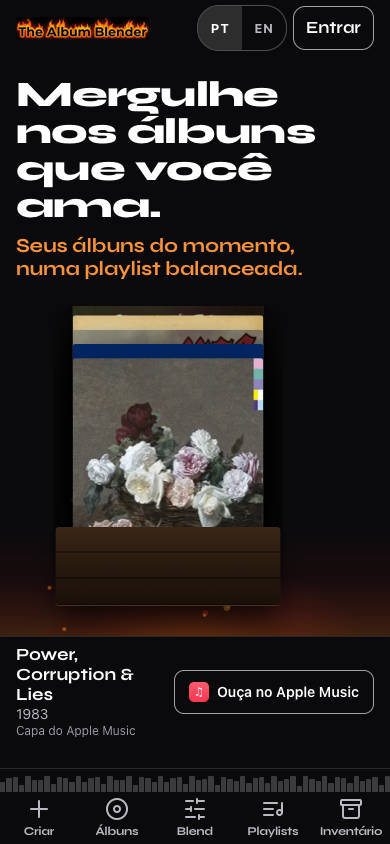 The Album Blender
PT
EN
Entrar
Mergulhe
nos álbuns
que você
ama.
Seus álbuns do momento,
numa playlist balanceada.
Power,
Corruption &
Lies
1983
Capa do Apple Music
Ouça no Apple Music
Criar
Álbuns
Blend
Playlists
Inventário